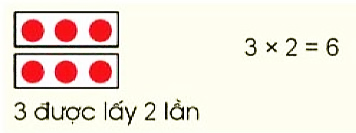 3 × 2 = 6
3 được lấy 2 lần